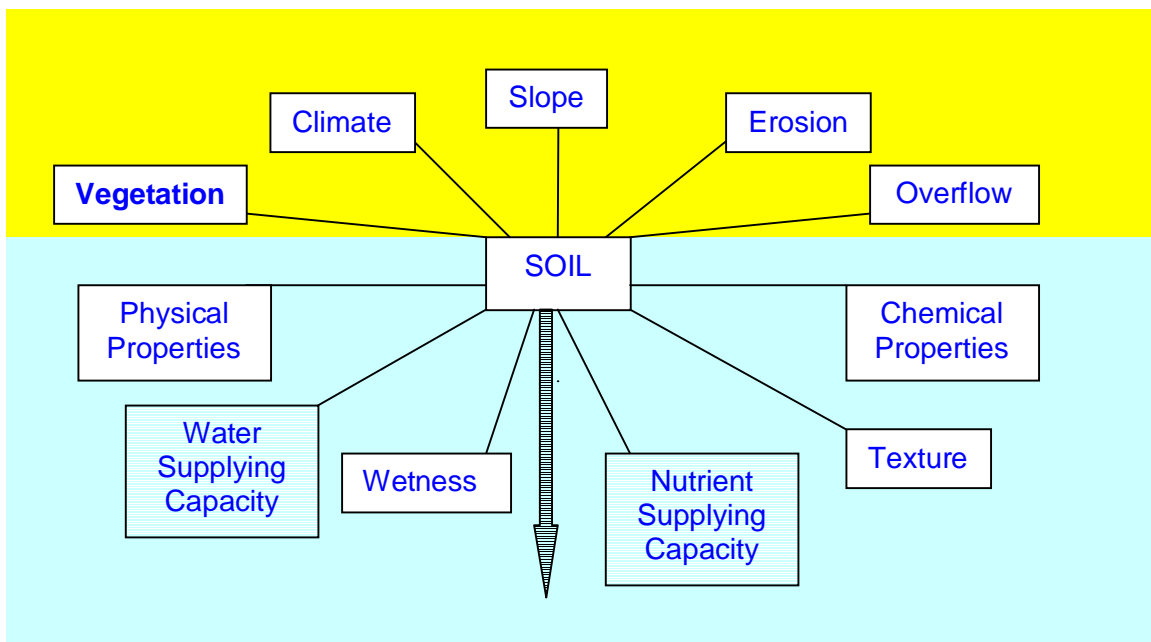 Slope
Climate
Erosion
Vegetation
Overflow
SOIL
Physical
Properties
Chemical
Properties
Water
Supplying
Capacity
Wetness
Nutrient
Supplying
Capacity
Texture